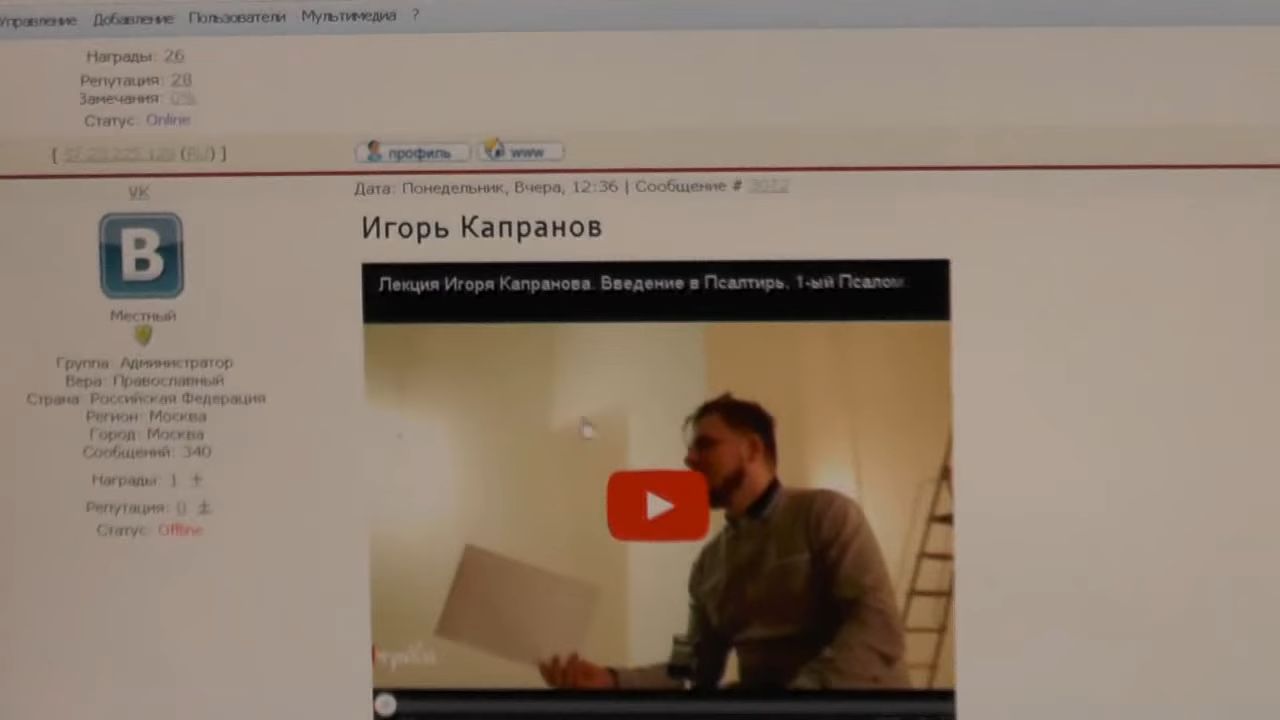 Управление Добавление Пользователи Мультимедиа ?
Награды: 26
Репутация: 28
Замечания: 0%
Статус: Online
профиль www
VK
Дата: Понедельник, Вчера, 12:36 | Сообщение #
Игорь Капранов
В
Лекция Игоря Капранова. Введение в Псалтирь. 1-ый Псалом
Местный
Группа: Администратор
Вера: Православный
Страна: Российская Федерация
Регион: Москва
Город: Москва
Сообщений: 340
Награды: 1 ±
Репутация: 0 ±
Статус: Offline